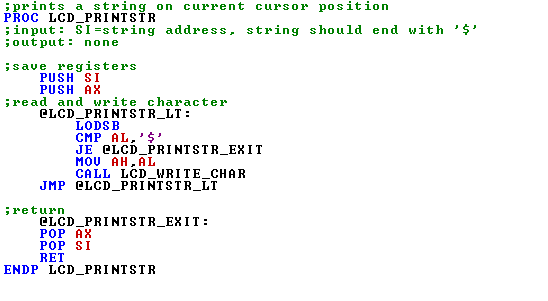 ;prints a string on current cursor position
PROC LCD_PRINTSTR
;input: SI=string address, string should end with '$'
;output: none
;save registers
PUSH SI
PUSH AX
;read and write character
@LCD_PRINTSTR_LT:
LODSB
CMP AL,'$'
JE @LCD_PRINTSTR_EXIT
MOV AH,AL
CALL LCD_WRITE_CHAR
JMP @LCD_PRINTSTR_LT
;return
@LCD_PRINTSTR_EXIT:
POP AX
POP SI
RET
ENDP LCD_PRINTSTR